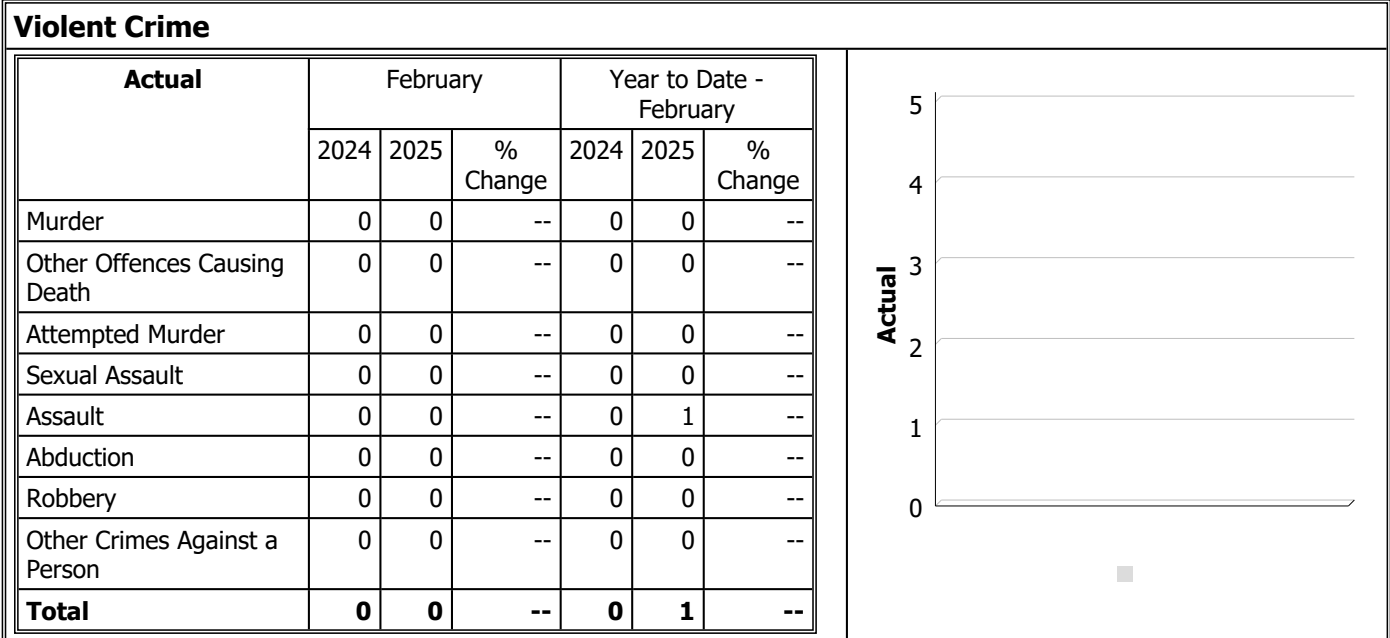 Violent Crime
Actual February Year to Date -
February
2024 2025 % 2024 2025 %
Change Change
Murder 0 0 -- 0 0 --
Other Offences Causing 0 0 -- 0 0 --
Death
Attempted Murder 0 0 -- 0 0 --
Sexual Assault 0 0 -- 0 0 --
Assault 0 0 -- 0 1 --
Abduction 0 0 -- 0 0 --
Robbery 0 0 -- 0 0 --
Other Crimes Against a 0 0 -- 0 0 --
Person
Total 0 0 -- 0 1 --
5
4
3
2
1
0
Actual